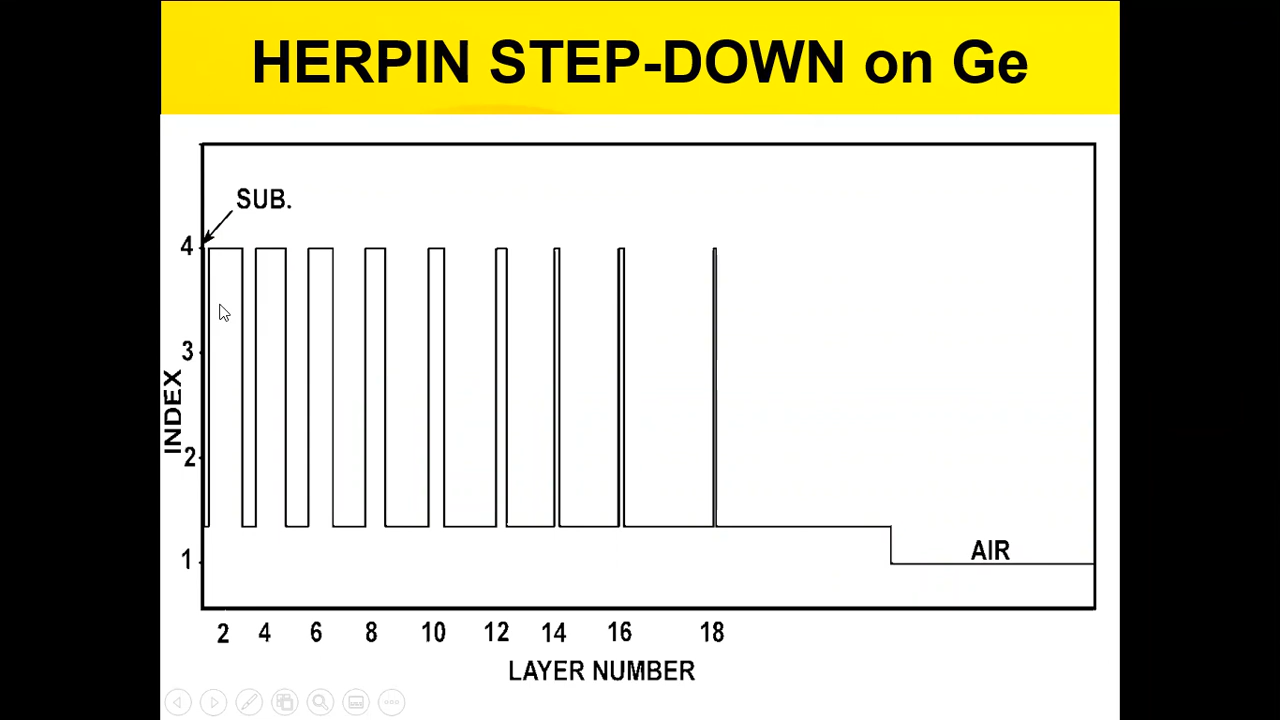 HERPIN STEP-DOWN on Ge
SUB.
4
3
2
1
INDEX
AIR
2 4 6 8 10 12 14 16 18
LAYER NUMBER